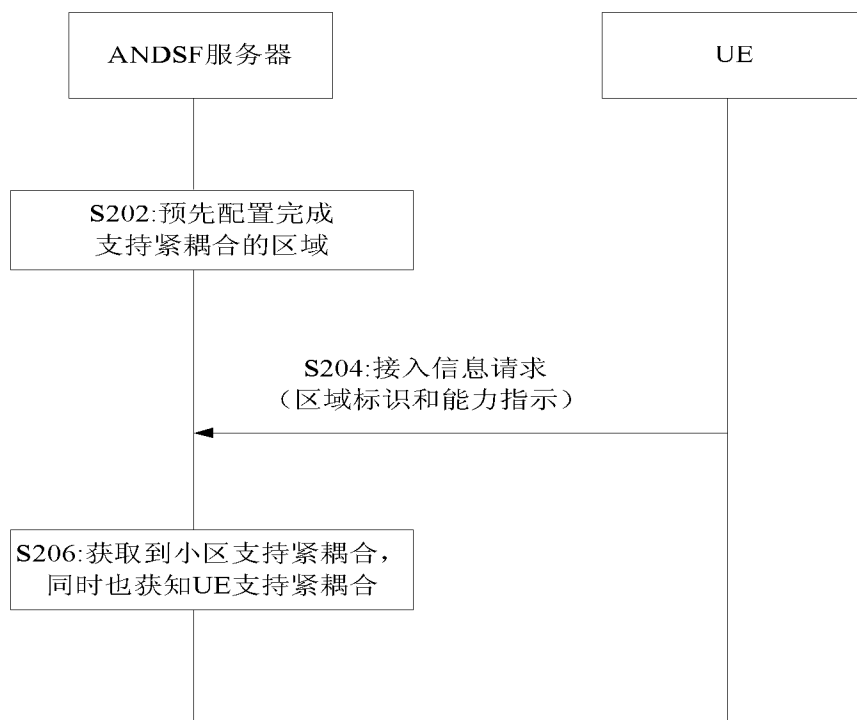 ANDSF服务器
UE
S202:预先配置完成
支持紧耦合的区域
S204:接入信息请求
（区域标识和能力指示）
S206:获取到小区支持紧耦合，
同时也获知UE支持紧耦合